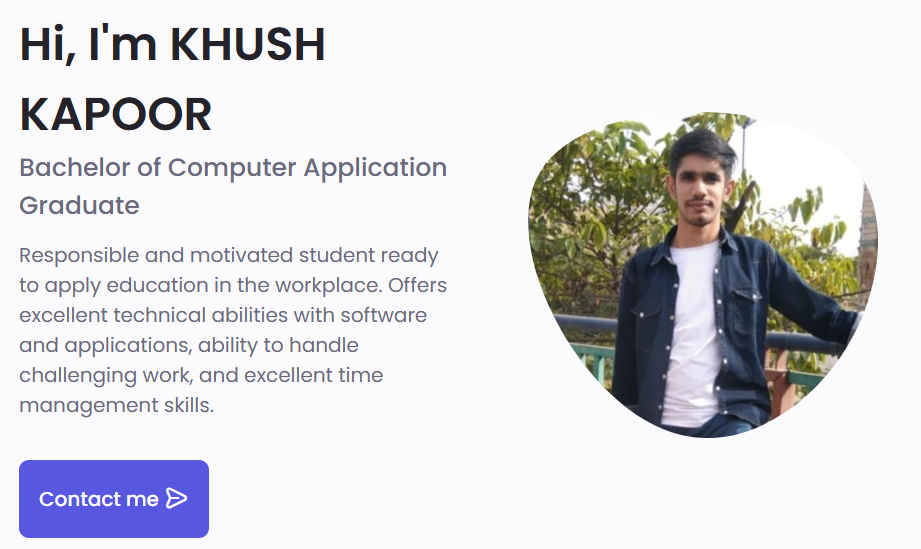 Hi, I'm KHUSH
KAPOOR
Bachelor of Computer Application
Graduate
Responsible and motivated student ready
to apply education in the workplace. Offers
excellent technical abilities with software
and applications, ability to handle
challenging work, and excellent time
management skills.
Contact me